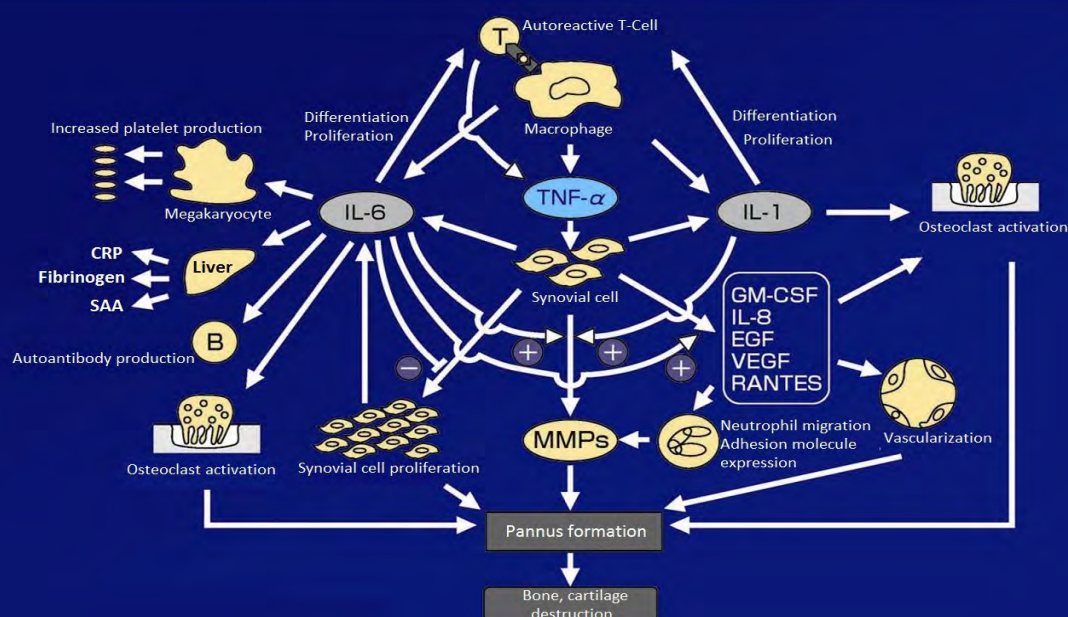 T
Autoreactive T-Cell
Macrophage
Differentiation
Proliferation
Differentiation
Proliferation
Increased platelet production
Megakaryocyte
IL-6
TNF-α
IL-1
Osteoclast activation
CRP
Fibrinogen
SAA
Liver
Synovial cell
GM-CSF
IL-8
EGF
VEGF
RANTES
B
Autoantibody production
+
+
+
−
Osteoclast activation
Synovial cell proliferation
MMPs
Neutrophil migration
Adhesion molecule
expression
Vascularization
Pannus formation
Bone, cartilage
destruction